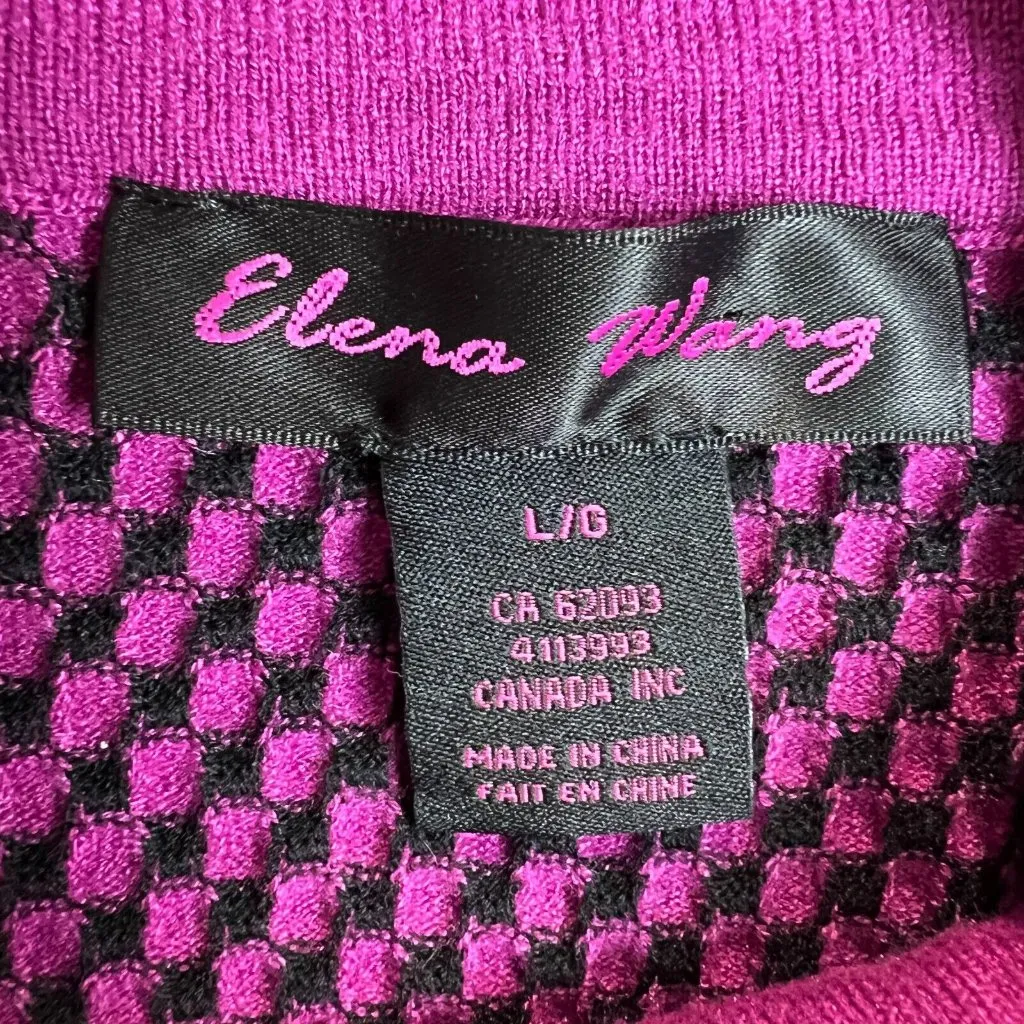 Elena Wang
L/G
CA 62093
4113993
CANADA INC
MADE IN CHINA
FAIT EN CHINE